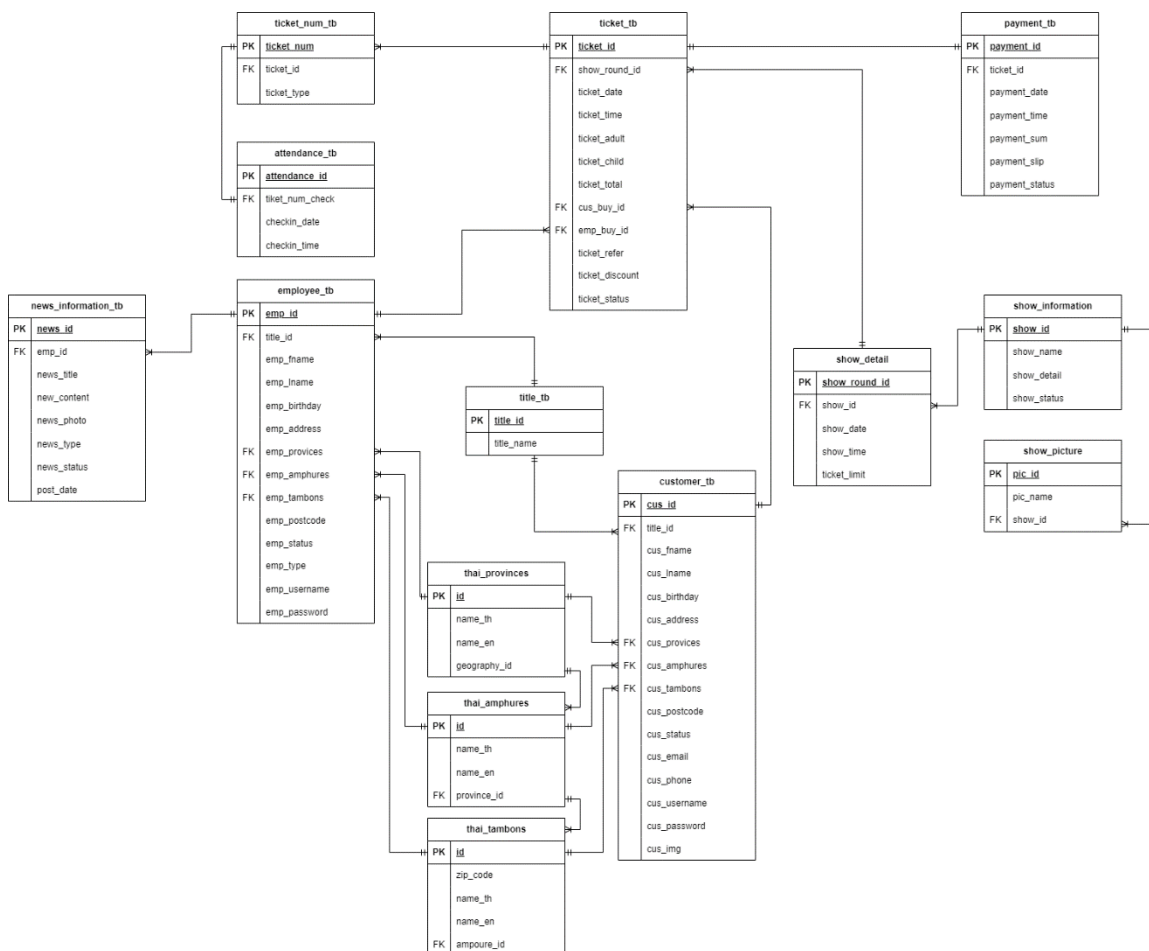 ticket_num_tb
PK ticket_num
FK ticket_id
ticket_type
ticket_tb
PK ticket_id
FK show_round_id
ticket_date
ticket_time
ticket_adult
ticket_child
ticket_total
FK cus_buy_id
FK emp_buy_id
ticket_refer
ticket_discount
ticket_status
payment_tb
PK payment_id
FK ticket_id
payment_date
payment_time
payment_sum
payment_slip
payment_status
attendance_tb
PK attendance_id
FK tiket_num_check
checkin_date
checkin_time
news_information_tb
PK news_id
FK emp_id
news_title
new_content
news_photo
news_type
news_status
post_date
employee_tb
PK emp_id
FK title_id
emp_fname
emp_lname
emp_birthday
emp_address
FK emp_provices
FK emp_amphures
FK emp_tambons
emp_postcode
emp_status
emp_type
emp_username
emp_password
title_tb
PK title_id
title_name
show_detail
PK show_round_id
FK show_id
show_date
show_time
ticket_limit
show_information
PK show_id
show_name
show_detail
show_status
show_picture
PK pic_id
pic_name
FK show_id
customer_tb
PK cus_id
FK title_id
cus_fname
cus_lname
cus_birthday
cus_address
FK cus_provices
FK cus_amphures
FK cus_tambons
cus_postcode
cus_status
cus_email
cus_phone
cus_username
cus_password
cus_img
thai_provinces
PK id
name_th
name_en
geography_id
thai_amphures
PK id
name_th
name_en
FK province_id
thai_tambons
PK id
zip_code
name_th
name_en
FK ampoure_id